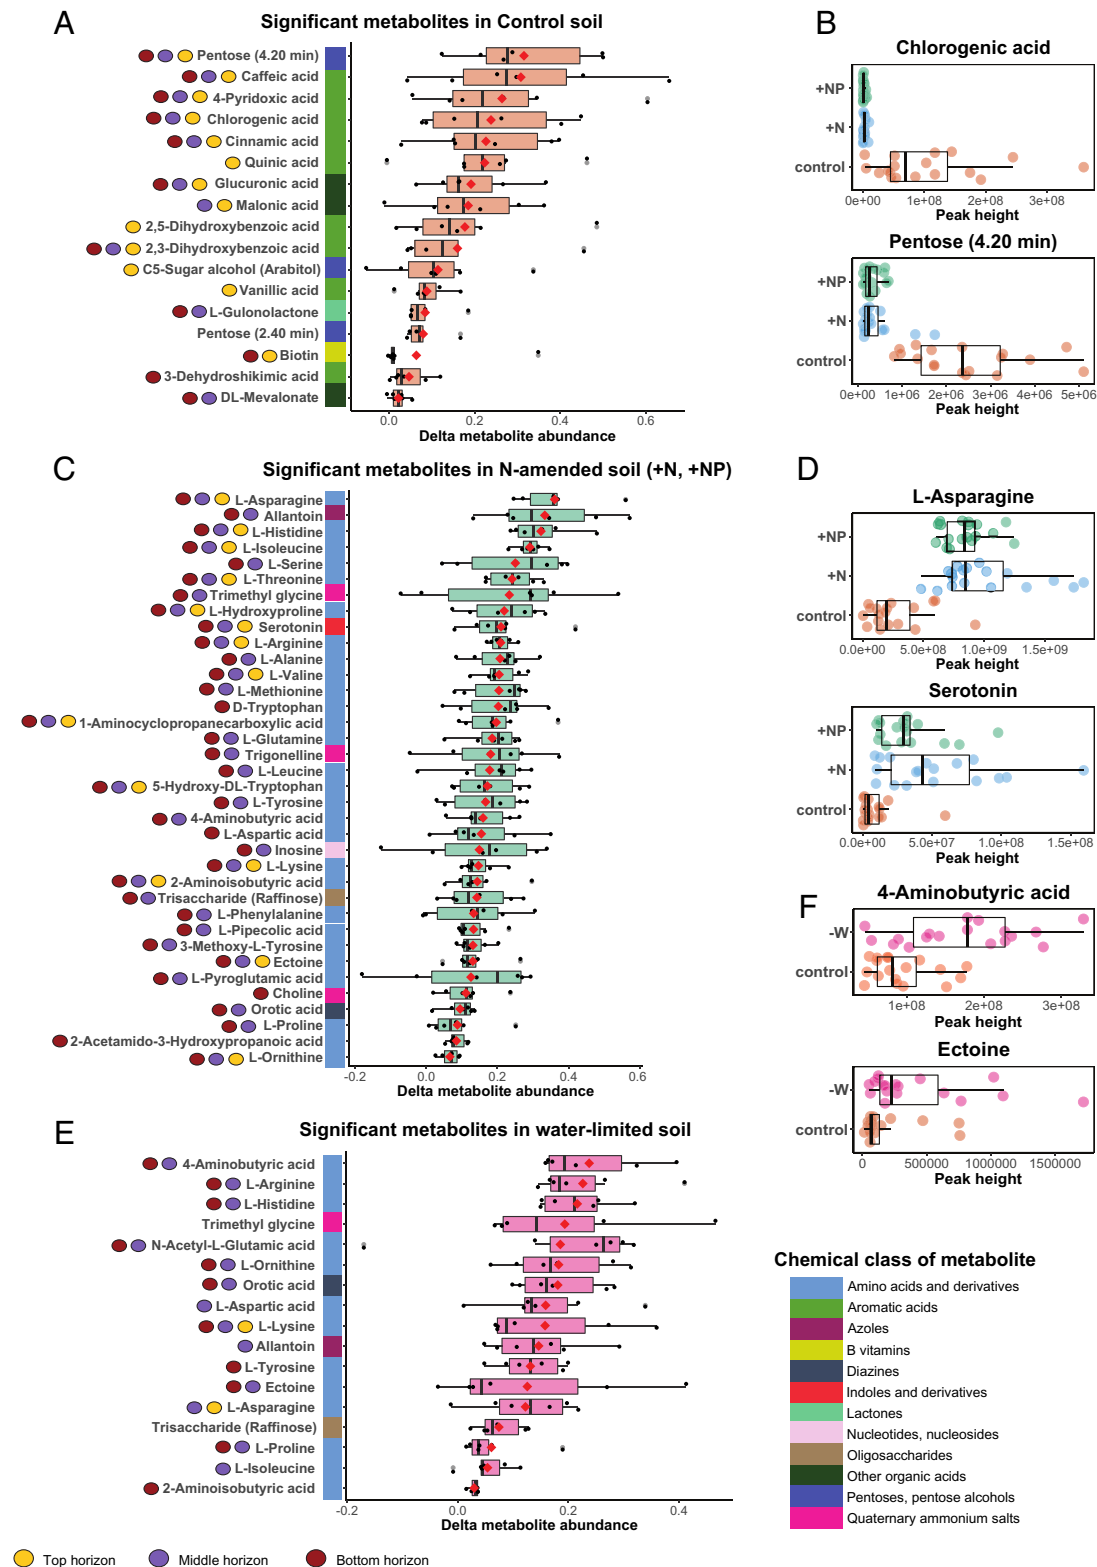 A
Significant metabolites in Control soil
Pentose (4.20 min)
Caffeic acid
4-Pyridoxic acid
Chlorogenic acid
Cinnamic acid
Quinic acid
Glucuronic acid
Malonic acid
2,5-Dihydroxybenzoic acid
2,3-Dihydroxybenzoic acid
C5-Sugar alcohol (Arabitol)
Vanillic acid
L-Gulonolactone
Pentose (2.40 min)
Biotin
3-Dehydroshikimic acid
DL-Mevalonate
0.0 0.2 0.4 0.6
Delta metabolite abundance
B
Chlorogenic acid
+NP
+N
control
0e+00 1e+08 2e+08 3e+08
Peak height
Pentose (4.20 min)
+NP
+N
control
0e+00 1e+06 2e+06 3e+06 4e+06 5e+06
Peak height
C
Significant metabolites in N-amended soil (+N, +NP)
L-Asparagine
Allantoin
L-Histidine
L-Isoleucine
L-Serine
L-Threonine
Trimethyl glycine
L-Hydroxyproline
Serotonin
L-Arginine
L-Alanine
L-Valine
L-Methionine
D-Tryptophan
1-Aminocyclopropanecarboxylic acid
L-Glutamine
Trigonelline
L-Leucine
5-Hydroxy-DL-Tryptophan
L-Tyrosine
4-Aminobutyric acid
L-Aspartic acid
Inosine
L-Lysine
2-Aminoisobutyric acid
Trisaccharide (Raffinose)
L-Phenylalanine
L-Pipecolic acid
3-Methoxy-L-Tyrosine
Ectoine
L-Pyroglutamic acid
Choline
Orotic acid
L-Proline
2-Acetamido-3-Hydroxypropanoic acid
L-Ornithine
-0.2 0.0 0.2 0.4 0.6
Delta metabolite abundance
D
L-Asparagine
+NP
+N
control
0.0e+00 5.0e+08 1.0e+09 1.5e+09
Peak height
Serotonin
+NP
+N
control
0.0e+00 5.0e+07 1.0e+08 1.5e+08
Peak height
E
Significant metabolites in water-limited soil
4-Aminobutyric acid
L-Arginine
L-Histidine
Trimethyl glycine
N-Acetyl-L-Glutamic acid
L-Ornithine
Orotic acid
L-Aspartic acid
L-Lysine
Allantoin
L-Tyrosine
Ectoine
L-Asparagine
Trisaccharide (Raffinose)
L-Proline
L-Isoleucine
2-Aminoisobutyric acid
-0.2 0.0 0.2 0.4
Delta metabolite abundance
F
4-Aminobutyric acid
-W
control
1e+08 2e+08 3e+08
Peak height
Ectoine
-W
control
0 500000 1000000 1500000
Peak height
Chemical class of metabolite
Amino acids and derivatives
Aromatic acids
Azoles
B vitamins
Diazines
Indoles and derivatives
Lactones
Nucleotides, nucleosides
Oligosaccharides
Other organic acids
Pentoses, pentose alcohols
Quaternary ammonium salts
Top horizon Middle horizon Bottom horizon